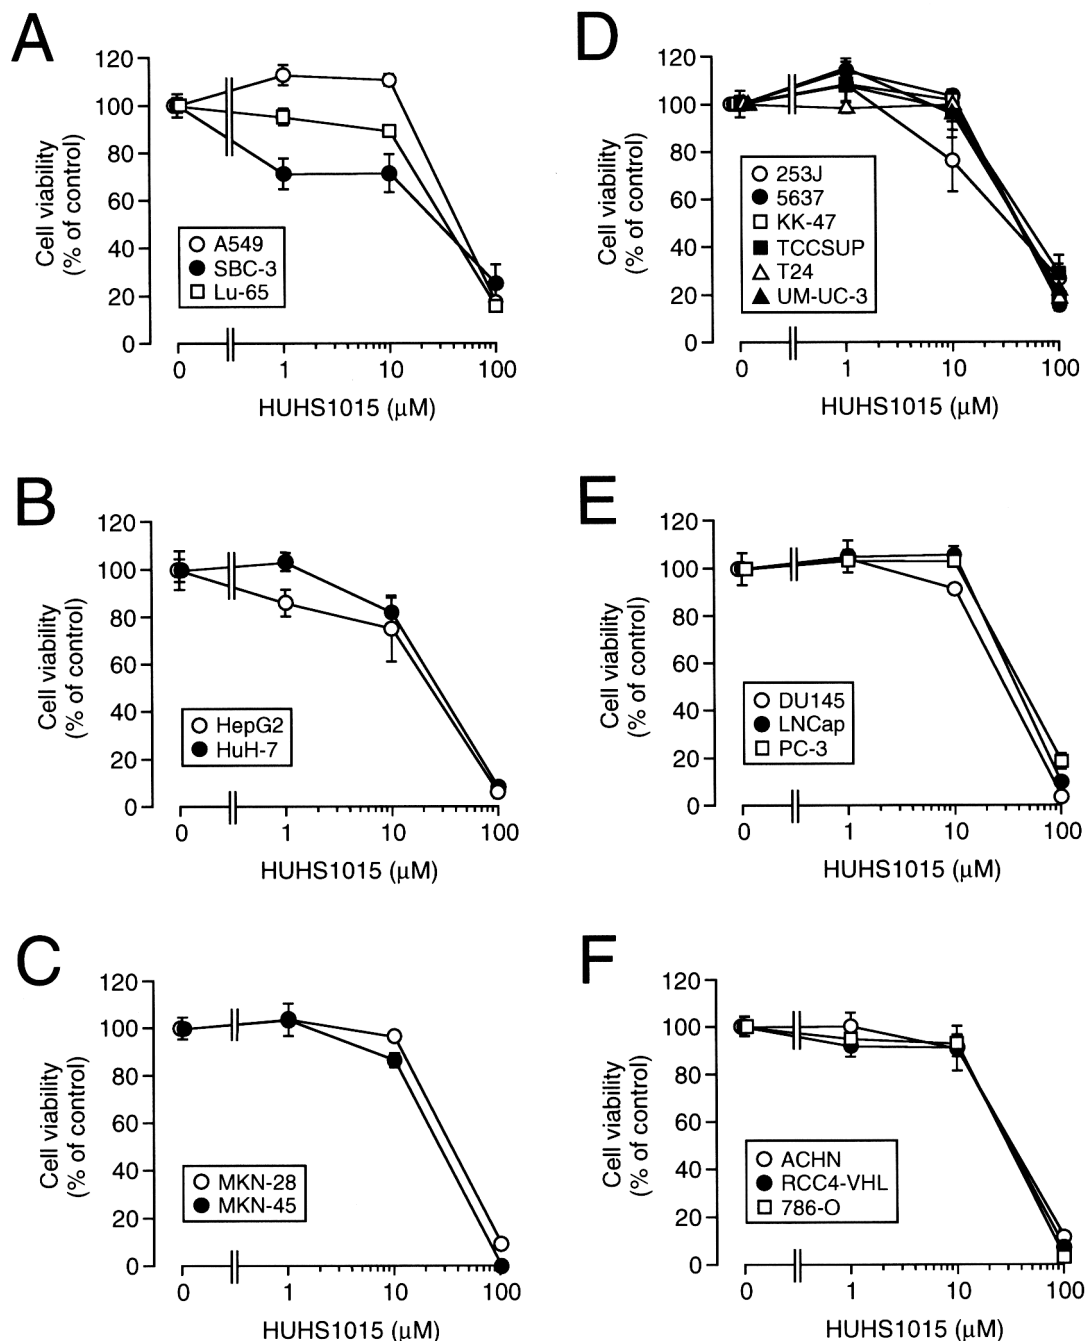 A
120
100
80
60
40
20
0
Cell viability
(% of control)
A549
SBC-3
Lu-65
0 1 10 100
HUHS1015 (μM)
D
120
100
80
60
40
20
0
Cell viability
(% of control)
253J
5637
KK-47
TCCSUP
T24
UM-UC-3
0 1 10 100
HUHS1015 (μM)
B
120
100
80
60
40
20
0
Cell viability
(% of control)
HepG2
HuH-7
0 1 10 100
HUHS1015 (μM)
E
120
100
80
60
40
20
0
Cell viability
(% of control)
DU145
LNCap
PC-3
0 1 10 100
HUHS1015 (μM)
C
120
100
80
60
40
20
0
Cell viability
(% of control)
MKN-28
MKN-45
0 1 10 100
HUHS1015 (μM)
F
120
100
80
60
40
20
0
Cell viability
(% of control)
ACHN
RCC4-VHL
786-O
0 1 10 100
HUHS1015 (μM)